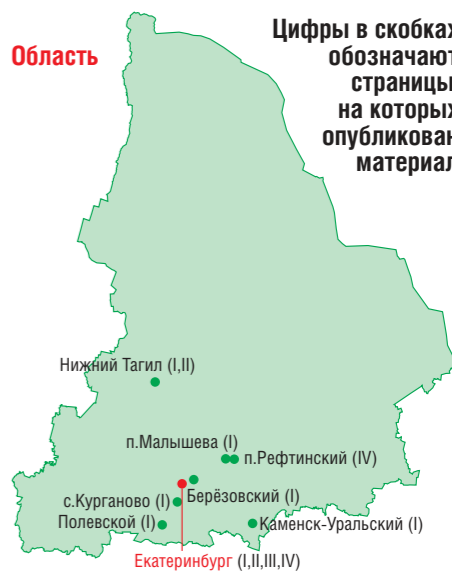 Область
Цифры в скобках
обозначают
страницы,
на которых
опубликован
материал
Нижний Тагил (I,II)
п.Малышева (I)
п.Рефтинский (IV)
с.Курганово (I)
Берёзовский (I)
Полевской (I)
Каменск-Уральский (I)
Екатеринбург (I,II,III,IV)